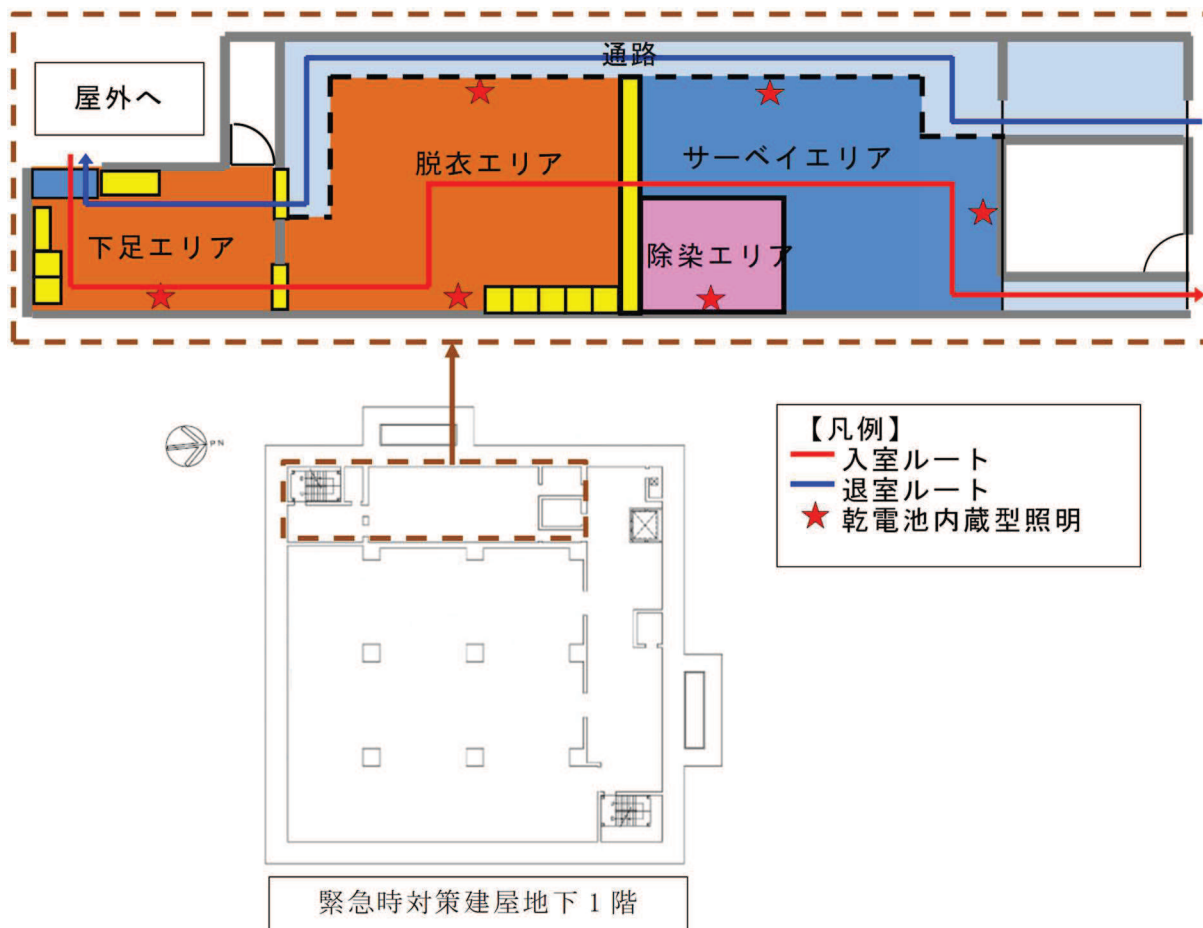 通路
屋外へ
脱衣エリア
サーベイエリア
下足エリア
除染エリア
PN
【凡例】
入室ルート
退室ルート
乾電池内蔵型照明
緊急時対策建屋地下1階